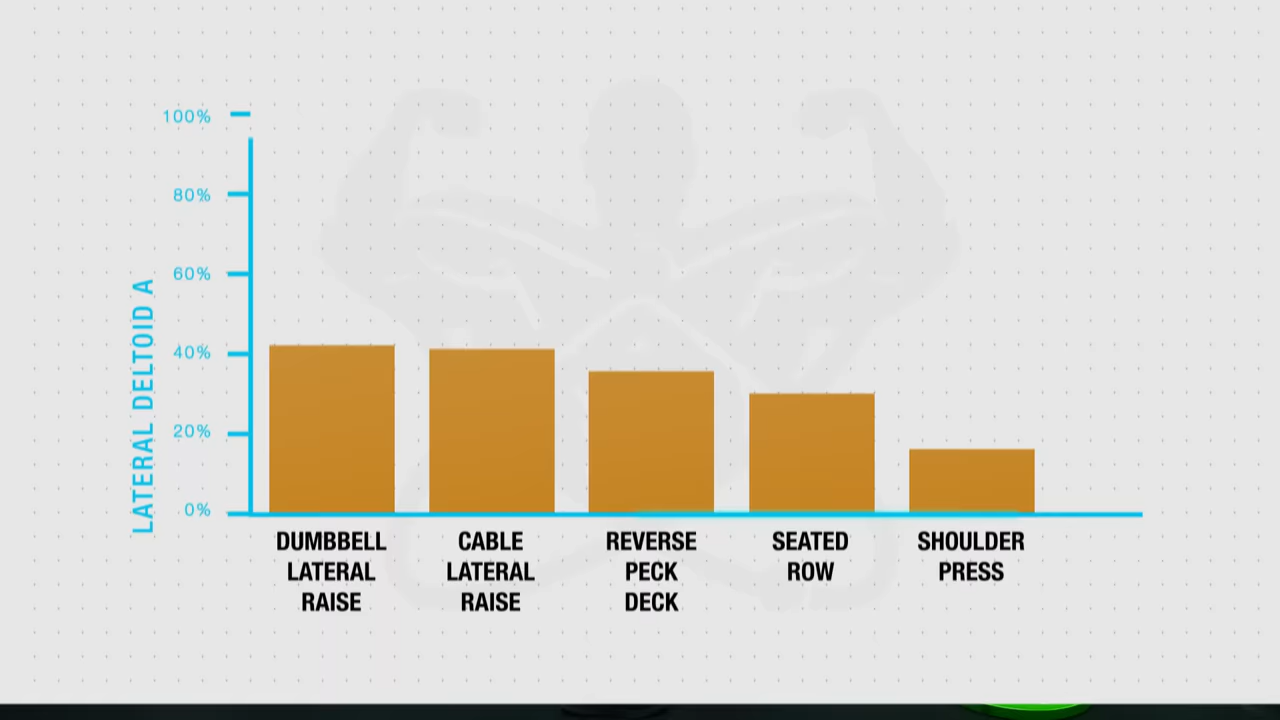 100%
80%
60%
40%
20%
0%
LATERAL DELTOID A
DUMBBELL
LATERAL
RAISE
CABLE
LATERAL
RAISE
REVERSE
PECK
DECK
SEATED
ROW
SHOULDER
PRESS